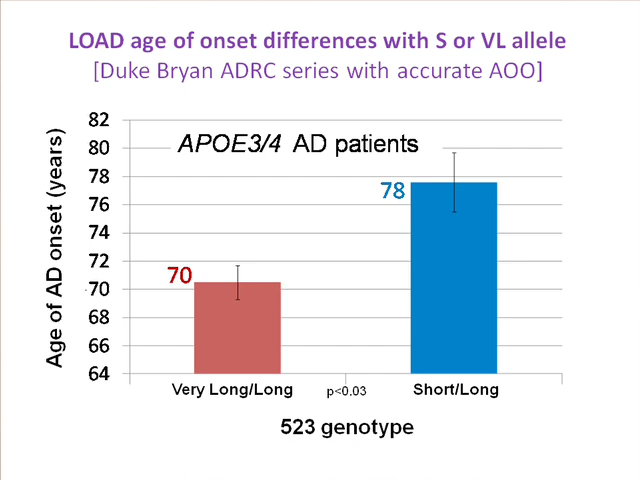 LOAD age of onset differences with S or VL allele
[Duke Bryan ADRC series with accurate AOO]
APOE3/4 AD patients
Age of AD onset (years)
82
80
78
76
74
72
70
68
66
64
70
78
Very Long/Long
p<0.03
Short/Long
523 genotype